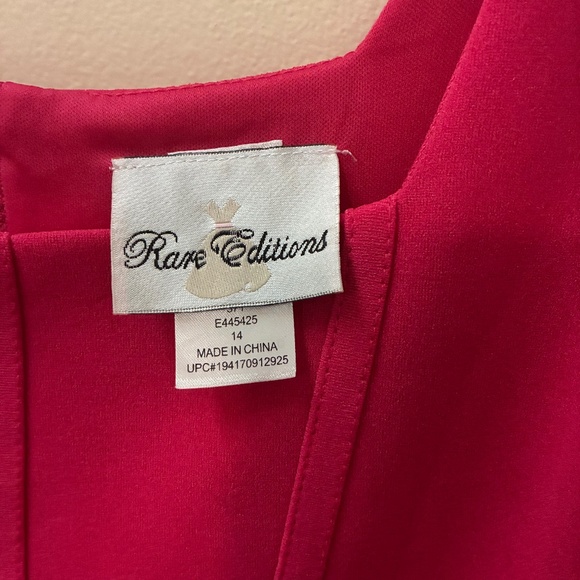 Rare Editions
E445425
14
MADE IN CHINA
UPC#194170912925